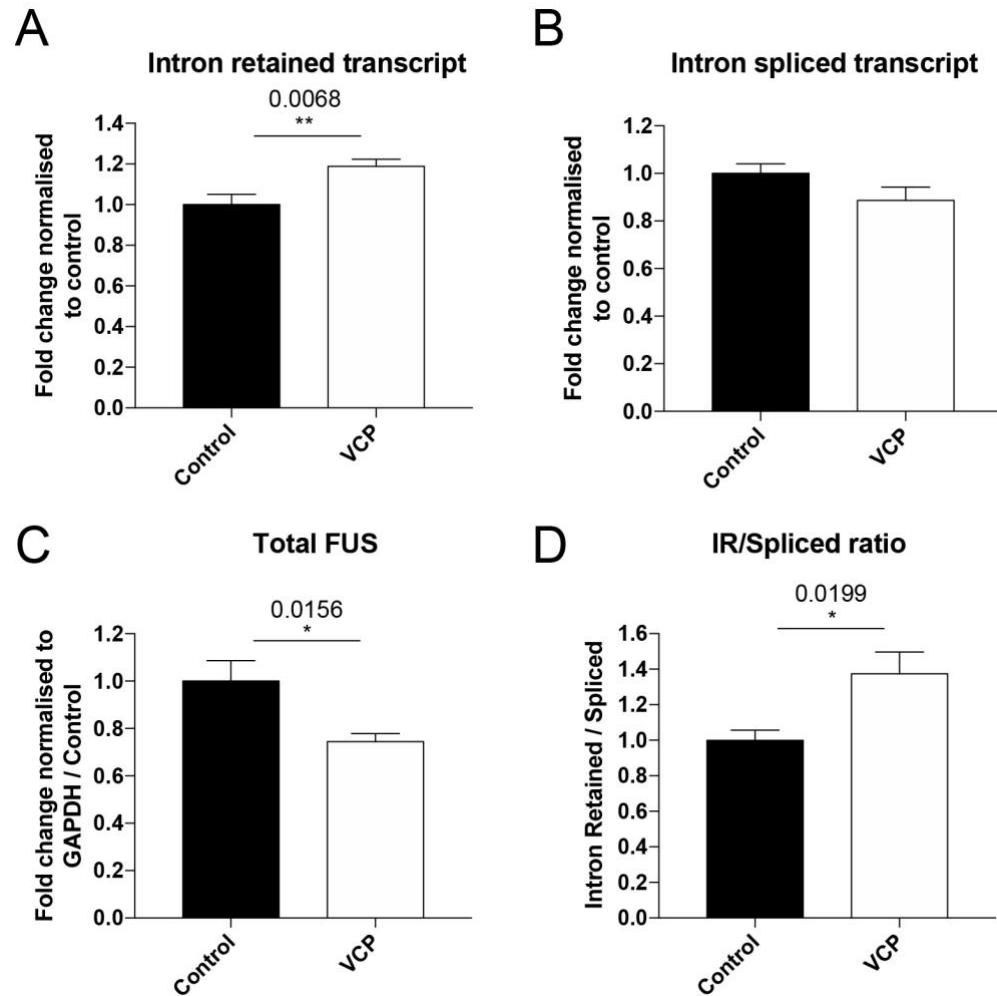 A
Intron retained transcript
0.0068
**
Fold change normalised
to control
1.4
1.2
1.0
0.8
0.6
0.4
0.2
0.0
Control
VCP
B
Intron spliced transcript
Fold change normalised
to control
1.2
1.0
0.8
0.6
0.4
0.2
0.0
Control
VCP
C
Total FUS
0.0156
*
Fold change normalised to
GAPDH / Control
1.2
1.0
0.8
0.6
0.4
0.2
0.0
Control
VCP
D
IR/Spliced ratio
0.0199
*
Intron Retained / Spliced
1.6
1.4
1.2
1.0
0.8
0.6
0.4
0.2
0.0
Control
VCP